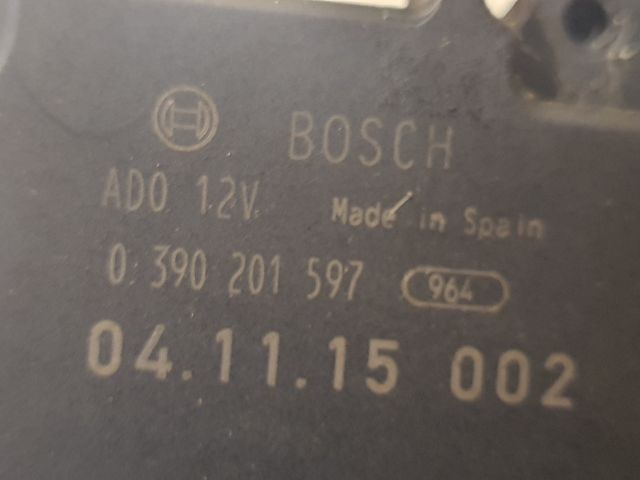 BOSCH
ADO 12V Made in Spain
0 390 201 597 964
04.11.15 002